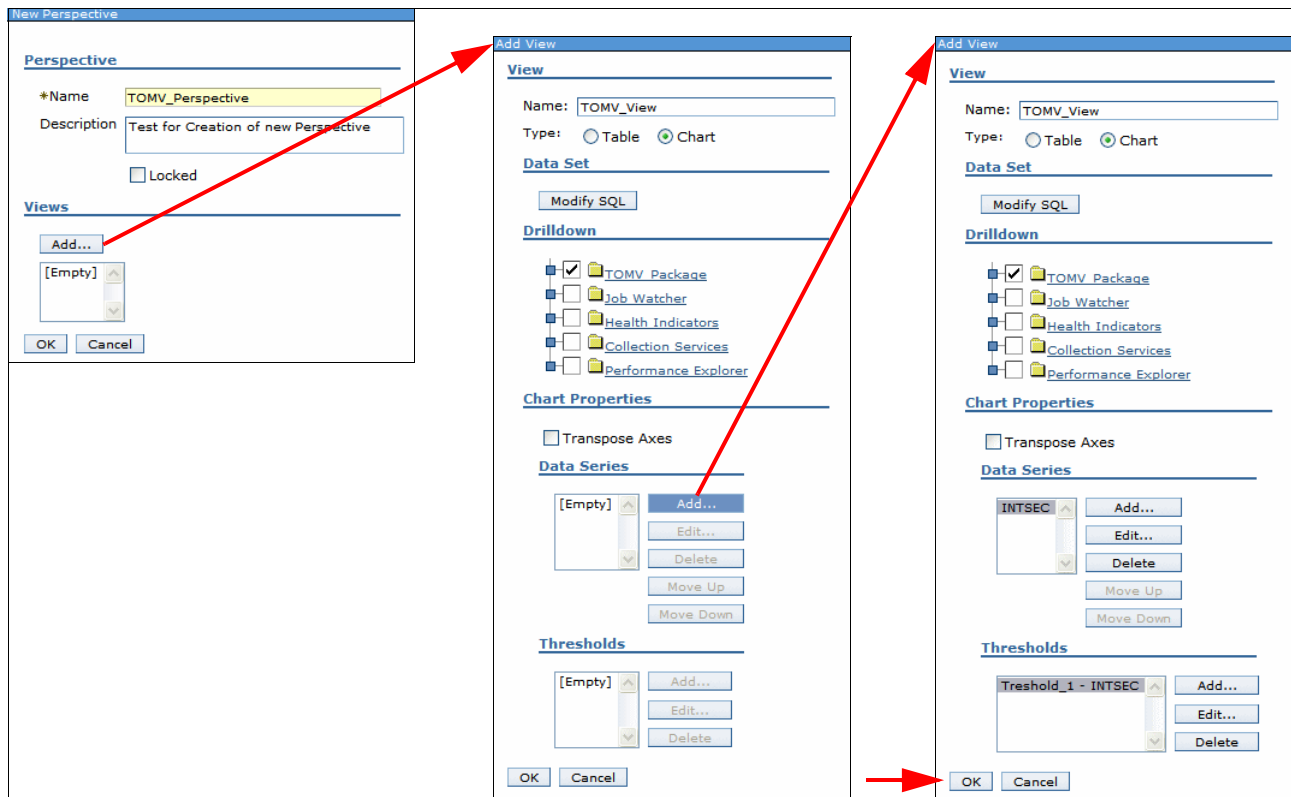 New Perspective
Perspective
*Name TOMV_Perspective
Description Test for Creation of new Perspective
Locked
Views
Add...
[Empty]
OK Cancel
Add View
View
Name: TOMV_View
Type: Table Chart
Data Set
Modify SQL
Drilldown
TOMV Package
Job Watcher
Health Indicators
Collection Services
Performance Explorer
Chart Properties
Transpose Axes
Data Series
[Empty] Add...
Edit...
Delete
Move Up
Move Down
Thresholds
[Empty] Add...
Edit...
Delete
OK Cancel
Add View
View
Name: TOMV_View
Type: Table Chart
Data Set
Modify SQL
Drilldown
TOMV Package
Job Watcher
Health Indicators
Collection Services
Performance Explorer
Chart Properties
Transpose Axes
Data Series
INTSEC Add...
Edit...
Delete
Move Up
Move Down
Thresholds
Treshold_1 - INTSEC Add...
Edit...
Delete
OK Cancel